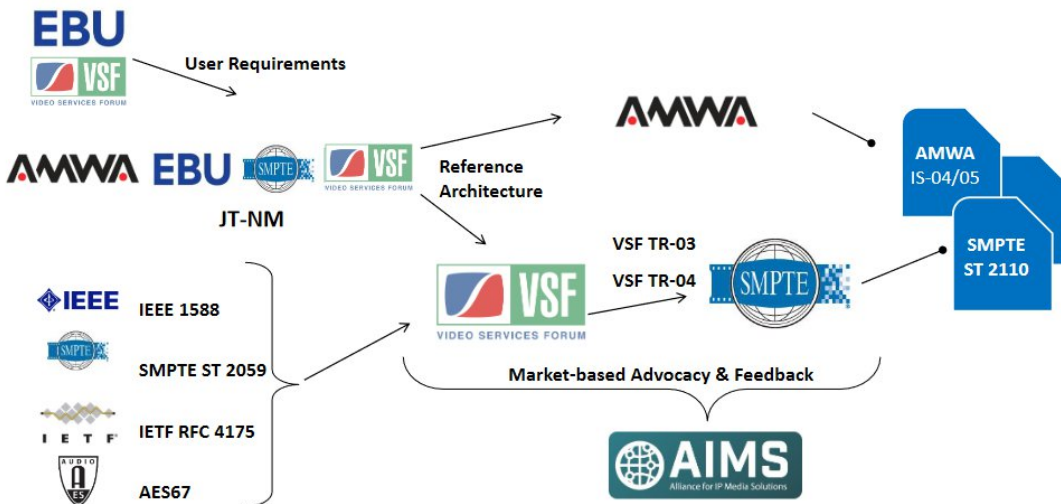 EBU
VSF
VIDEO SERVICES FORUM
User Requirements
AMWA
EBU
SMPTE
VSF
VIDEO SERVICES FORUM
JT-NM
Reference
Architecture
AMWA
AMWA
IS-04/05
VSF TR-03
VSF TR-04
VSF
VIDEO SERVICES FORUM
SMPTE
SMPTE
ST 2110
IEEE
IEEE 1588
SMPTE
SMPTE ST 2059
IETF
IETF RFC 4175
AUDIO
AES
AES67
Market-based Advocacy & Feedback
AIMS
Alliance for IP Media Solutions